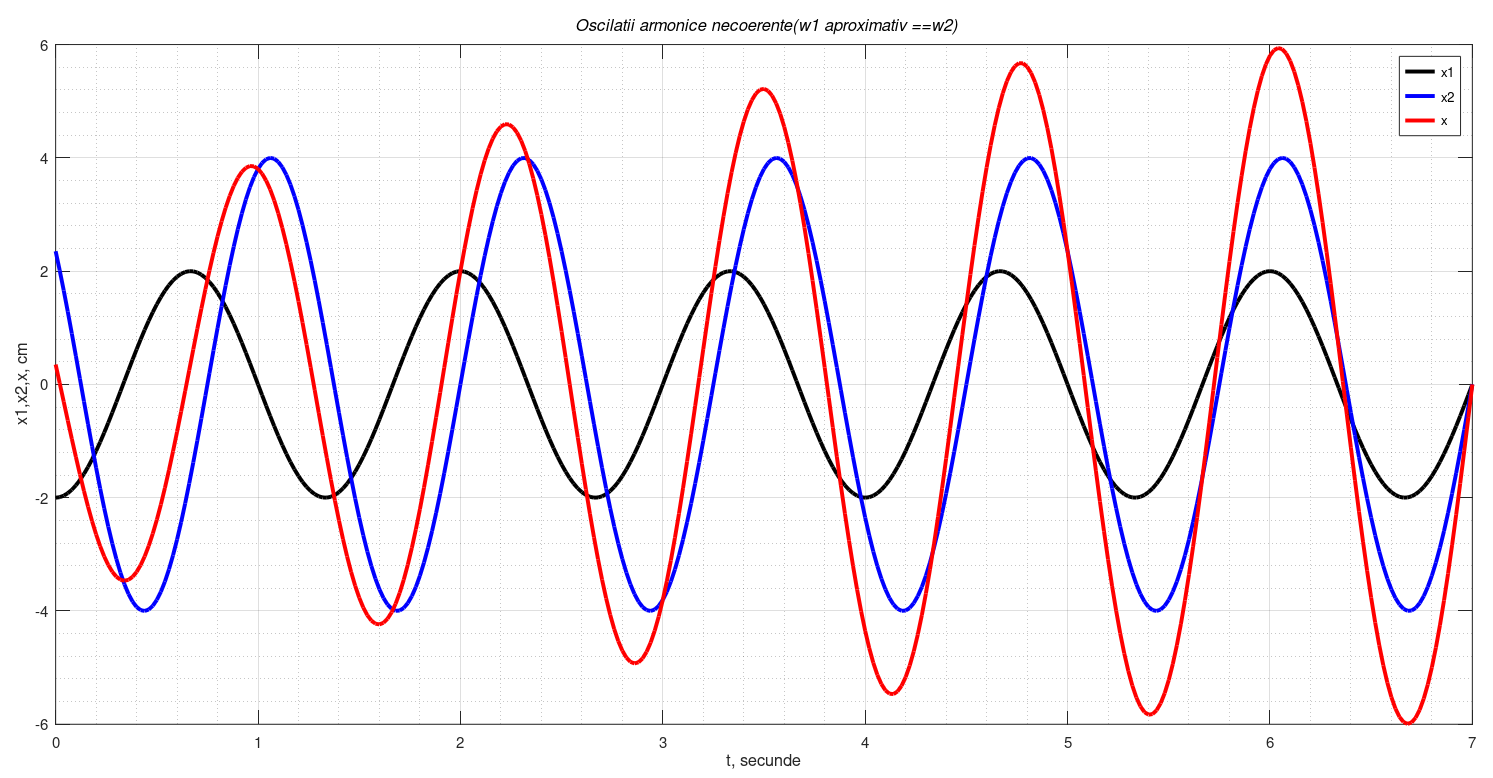 Oscilatii armonice necoerente(w1 aproximativ ==w2)
x1
x2
x
6
4
2
0
-2
-4
-6
x1,x2,x, cm
0 1 2 3 4 5 6 7
t, secunde